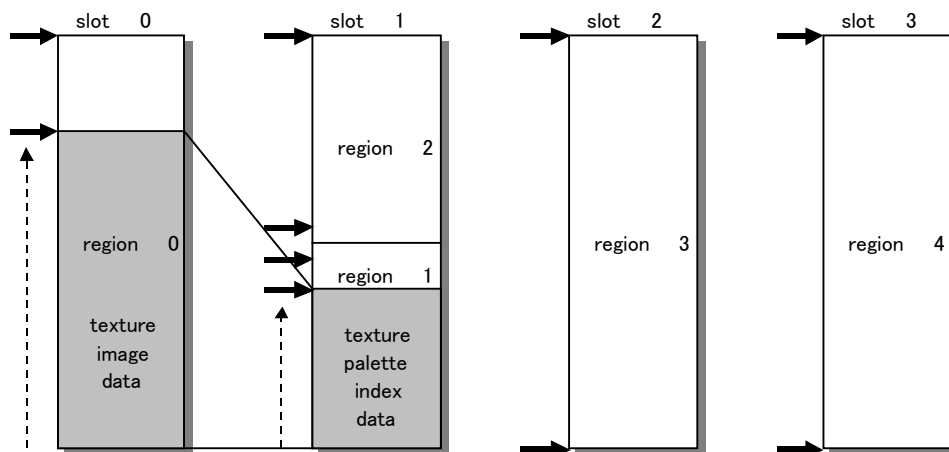 slot 0
slot 1
slot 2
slot 3
region 0
texture
image
data
region 2
region 1
texture
palette
index
data
region 3
region 4